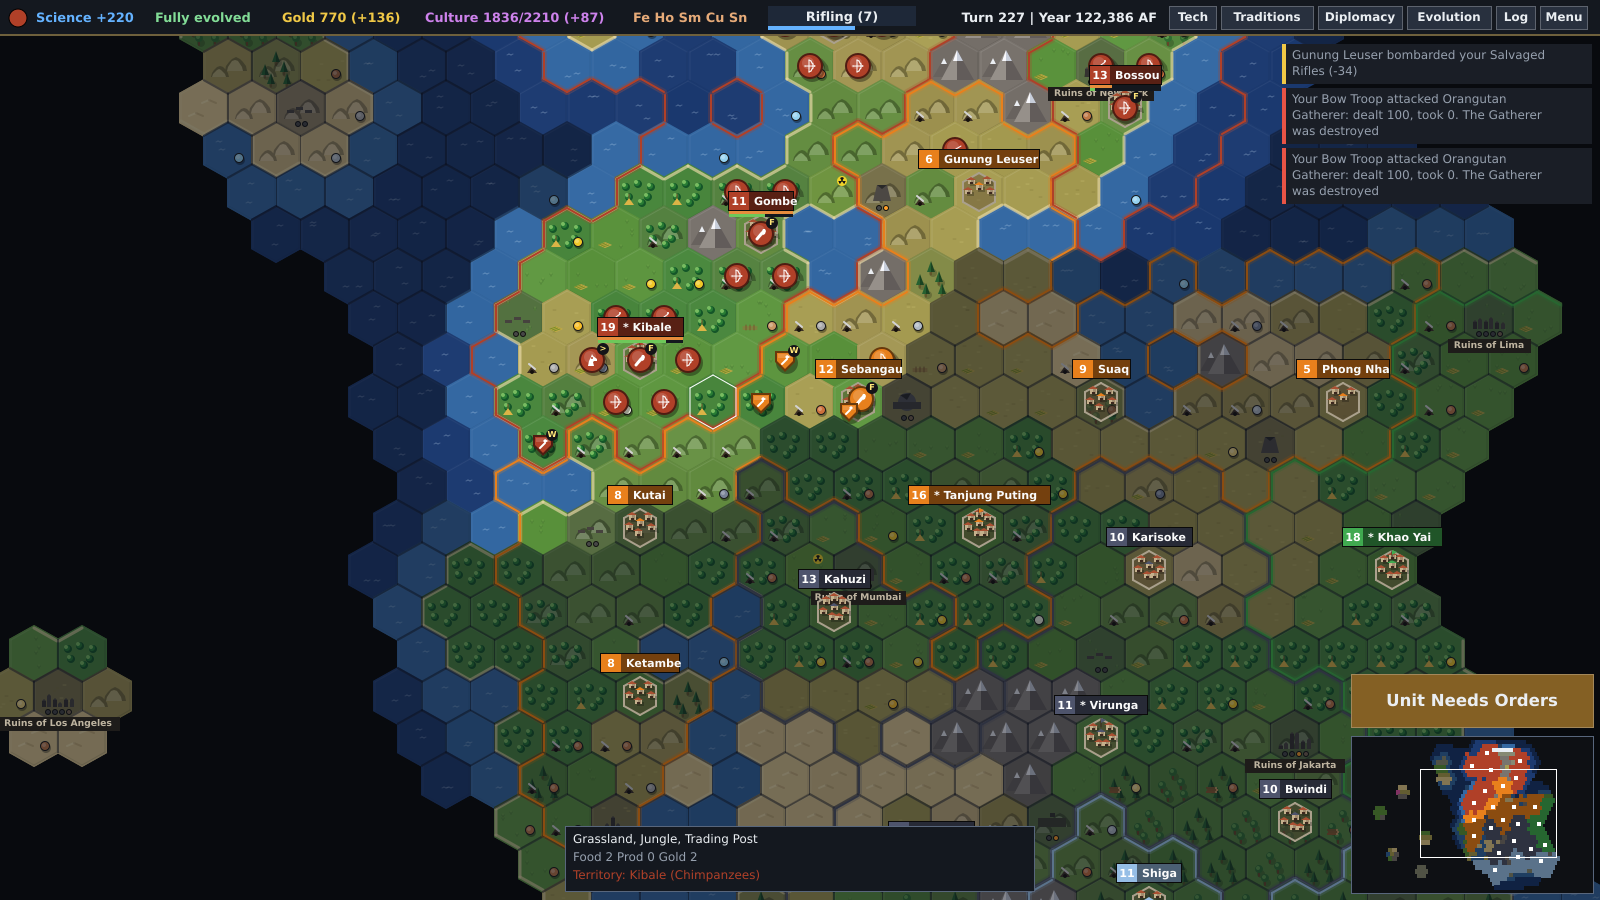 Science +220
Fully evolved
Gold 770 (+136)
Culture 1836/2210 (+87)
Fe Ho Sm Cu Sn
Rifling (7)
Turn 227 | Year 122,386 AF
Tech
Traditions
Diplomacy
Evolution
Log
Menu
Gunung Leuser bombarded your Salvaged
Rifles (-34)
Your Bow Troop attacked Orangutan
Gatherer: dealt 100, took 0. The Gatherer
was destroyed
Your Bow Troop attacked Orangutan
Gatherer: dealt 100, took 0. The Gatherer
was destroyed
13 Bossou
Ruins of
F
6 Gunung Leuser
11 Gombe
F
19 * Kibale
> F
W
12 Sebangau
F
9 Suaq
5 Phong Nha
Ruins of Lima
W
8 Kutai
16 * Tanjung Puting
10 Karisoke
18 * Khao Yai
13 Kahuzi
Ruins of Mumbai
8 Ketambe
11 * Virunga
Ruins of Los Angeles
Ruins of Jakarta
10 Bwindi
11 Shiga
Unit Needs Orders
Grassland, Jungle, Trading Post
Food 2 Prod 0 Gold 2
Territory: Kibale (Chimpanzees)